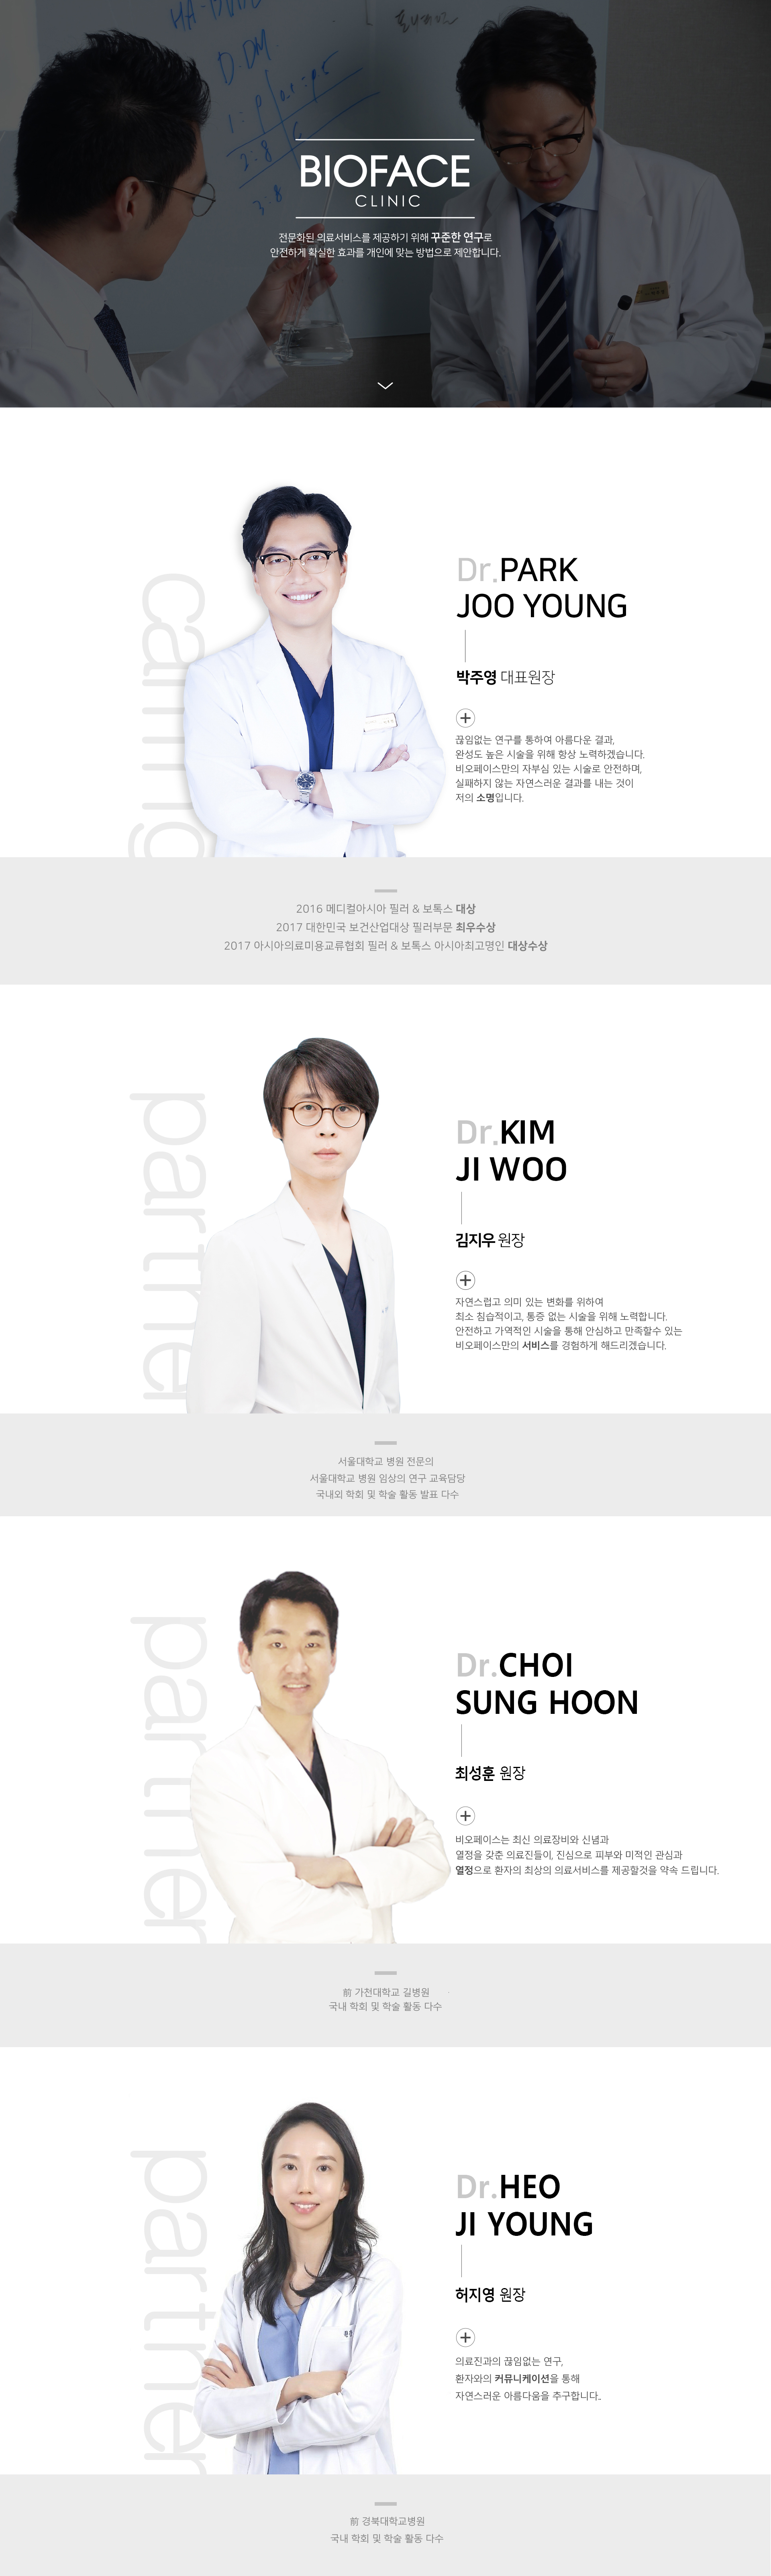 HA-
D.DM
BIOFACE
CLINIC
전문화된 의료서비스를 제공하기 위해 꾸준한 연구로
안전하게 확실한 효과를 개인에 맞는 방법으로 제안합니다.
caming
Dr.PARK
JOO YOUNG
박주영 대표원장
끊임없는 연구를 통하여 아름다운 결과,
완성도 높은 시술을 위해 항상 노력하겠습니다.
비오페이스만의 자부심 있는 시술로 안전하며,
실패하지 않는 자연스러운 결과를 내는 것이
저의 소명입니다.
2016 메디컬아시아 필러 & 보톡스 대상
2017 대한민국 보건산업대상 필러부문 최우수상
2017 아시아의료미용교류협회 필러 & 보톡스 아시아최고명인 대상수상
partner
Dr.KIM
JI WOO
김지우 원장
자연스럽고 의미 있는 변화를 위하여
최소 침습적이고, 통증 없는 시술을 위해 노력합니다.
안전하고 가역적인 시술을 통해 안심하고 만족할수 있는
비오페이스만의 서비스를 경험하게 해드리겠습니다.
서울대학교 병원 전문의
서울대학교 병원 임상의 연구 교육담당
국내외 학회 및 학술 활동 발표 다수
partner
Dr.CHOI
SUNG HOON
최성훈 원장
비오페이스는 최신 의료장비와 신념과
열정을 갖춘 의료진들이, 진심으로 피부와 미적인 관심과
열정으로 환자의 최상의 의료서비스를 제공할것을 약속 드립니다.
前 가천대학교 길병원
국내 학회 및 학술 활동 다수
partner
Dr.HEO
JI YOUNG
허지영 원장
의료진과의 끊임없는 연구,
환자와의 커뮤니케이션을 통해
자연스러운 아름다움을 추구합니다..
前 경북대학교병원
국내 학회 및 학술 활동 다수